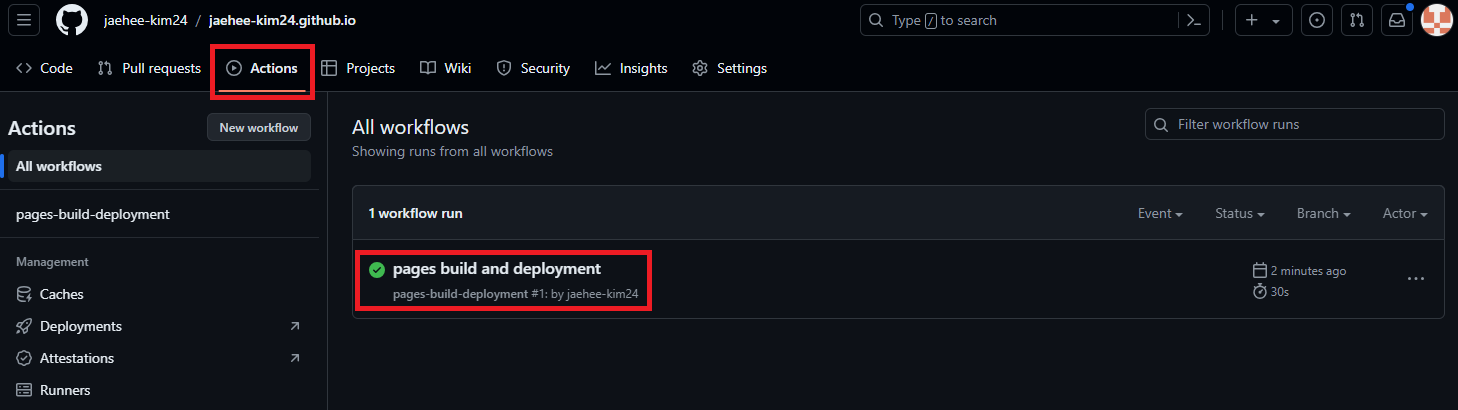 jaehee-kim24 / jaehee-kim24.github.io
Type / to search
Code Pull requests Actions Projects Wiki Security Insights Settings
Actions
New workflow
All workflows
pages-build-deployment
Management
Caches
Deployments
Attestations
Runners
All workflows
Showing runs from all workflows
Filter workflow runs
1 workflow run
Event Status Branch Actor
pages build and deployment
pages-build-deployment #1: by jaehee-kim24
2 minutes ago
30s